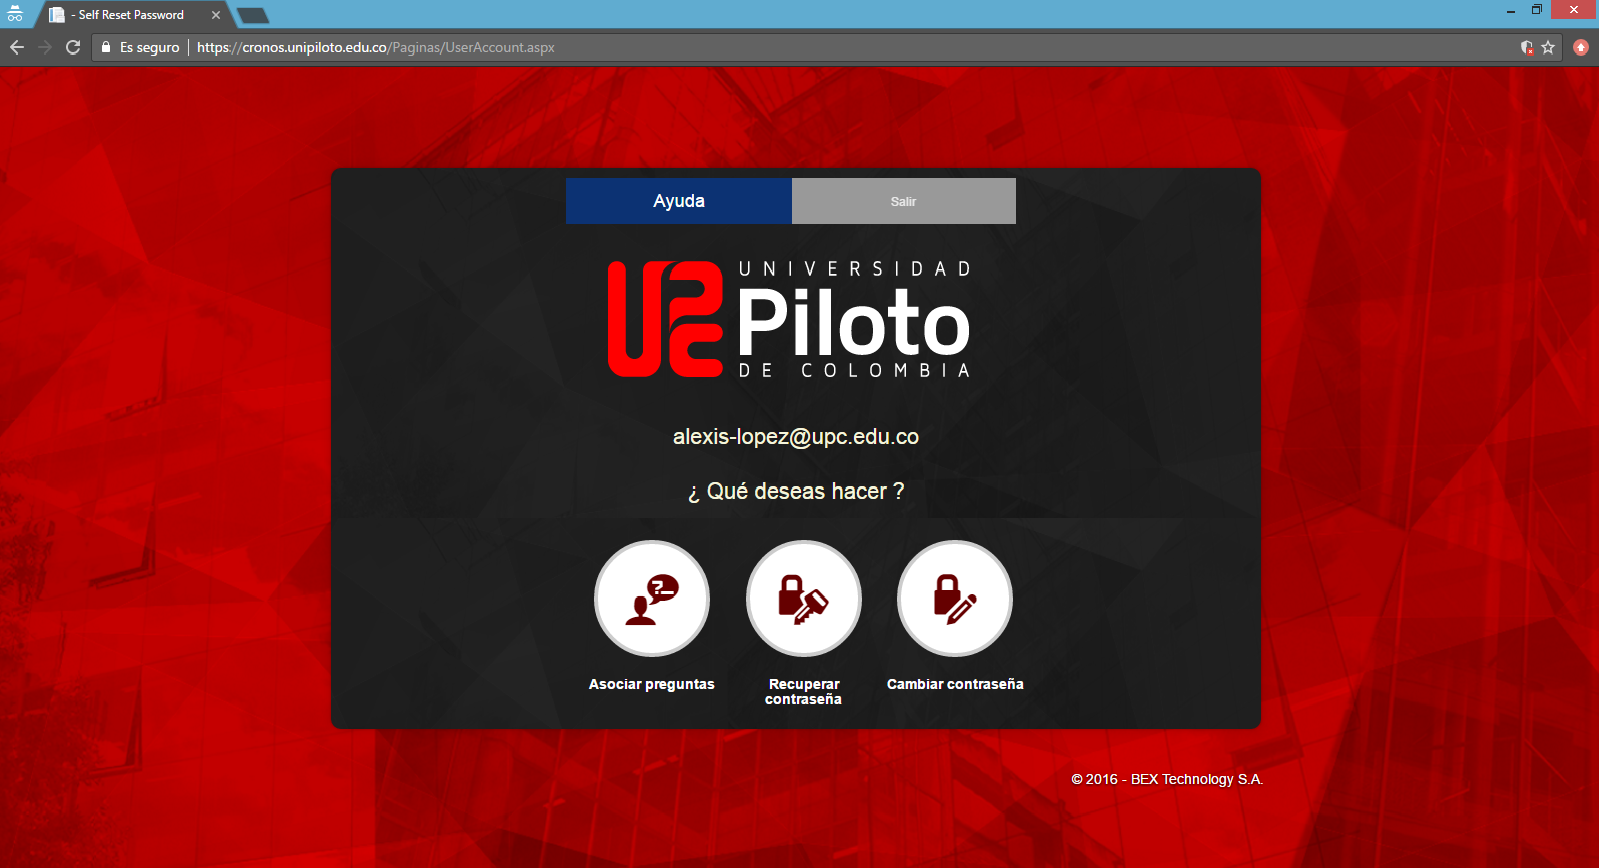 - Self Reset Password
Es seguro
https://cronos.unipiloto.edu.co/Paginas/UserAccount.aspx
Ayuda
Salir
UNIVERSIDAD
Piloto
DE COLOMBIA
alexis-lopez@upc.edu.co
¿ Qué deseas hacer ?
?...
Asociar preguntas
Recuperar
contraseña
Cambiar contraseña
© 2016 - BEX Technology S.A.